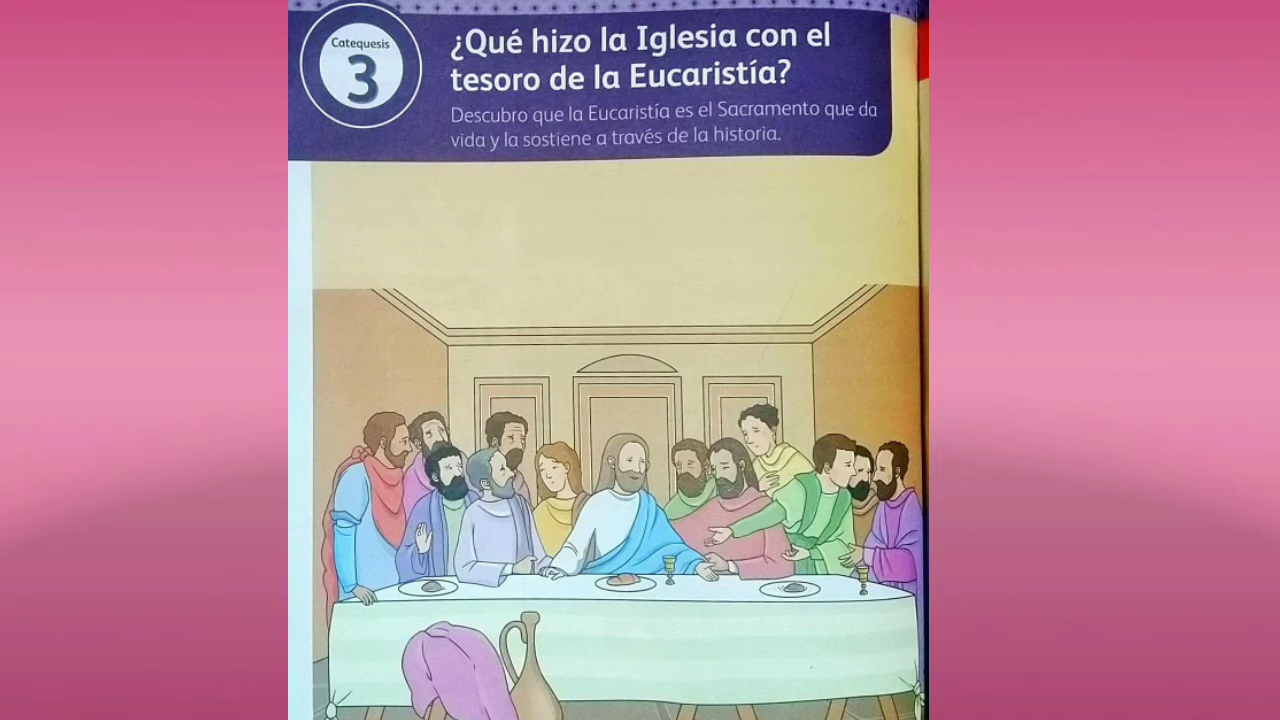 Catequesis
3
¿Qué hizo la Iglesia con el
tesoro de la Eucaristía?
Descubro que la Eucaristía es el Sacramento que da
vida y la sostiene a través de la historia.